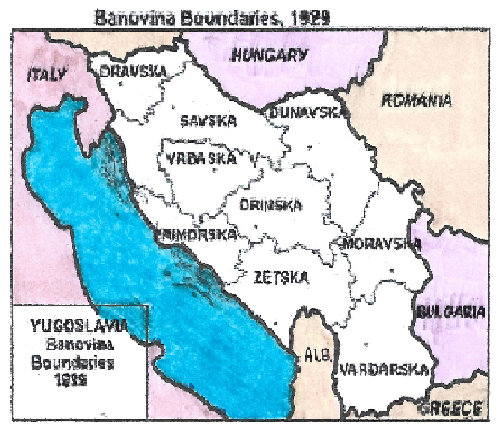 Banovina Boundaries, 1929
ITALY
DRAVSKA
HUNGARY
ROMANIA
SAVSKA
DUNAVSKA
VRBASKA
DRINSKA
PRIMORSKA
MORAVSKA
ZETSKA
BULGARIA
YUGOSLAVIA
Banovina
Boundaries
1929
ALB.
VARDARSKA
GREECE